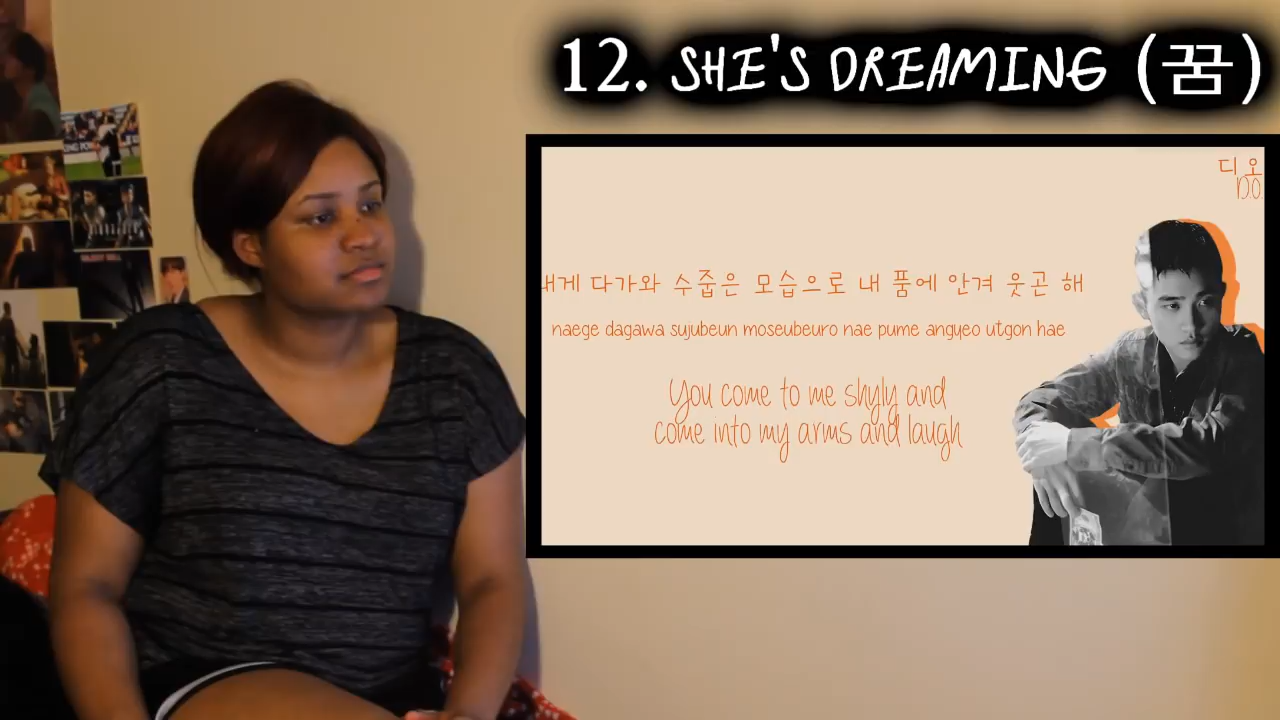 12. SHE'S DREAMING (꿈)
디오
D.O.
내게 다가와 수줍은 모습으로 내 품에 안겨 웃곤 해
naege dagawa sujubeun moseubeuro nae pume angyeo utgon hae
You come to me shyly and
come into my arms and laugh